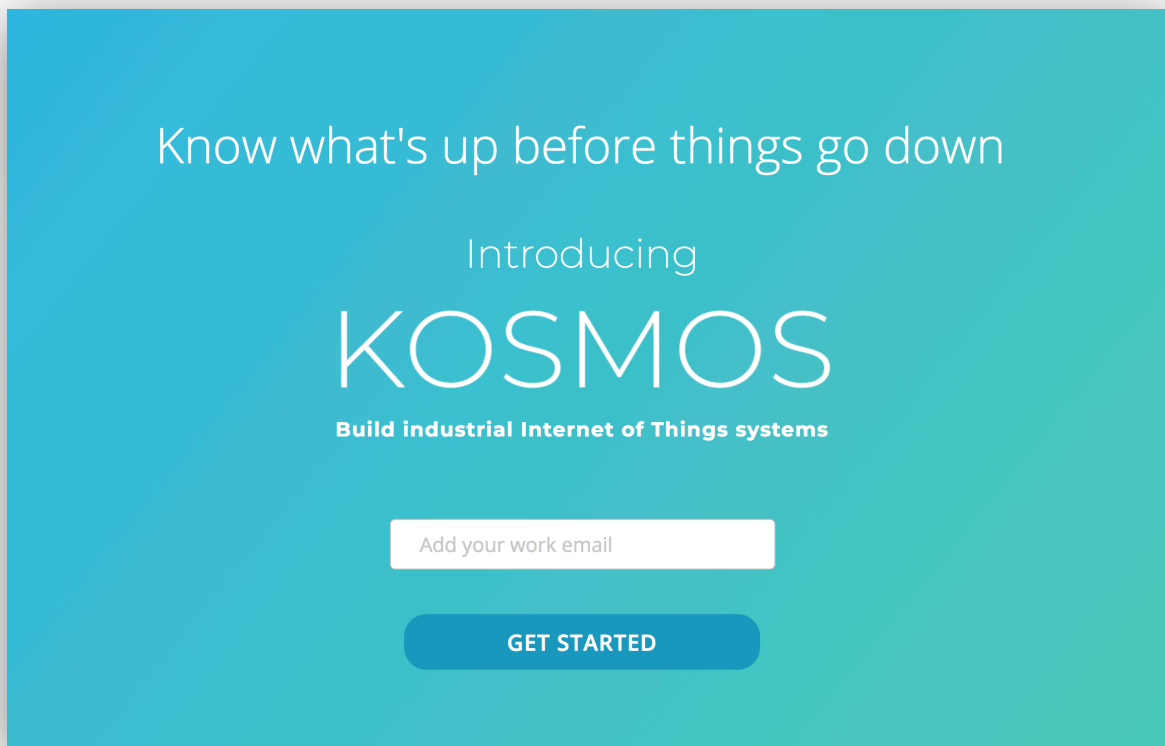 Know what's up before things go down
Introducing
KOSMOS
Build industrial Internet of Things systems
Add your work email
GET STARTED